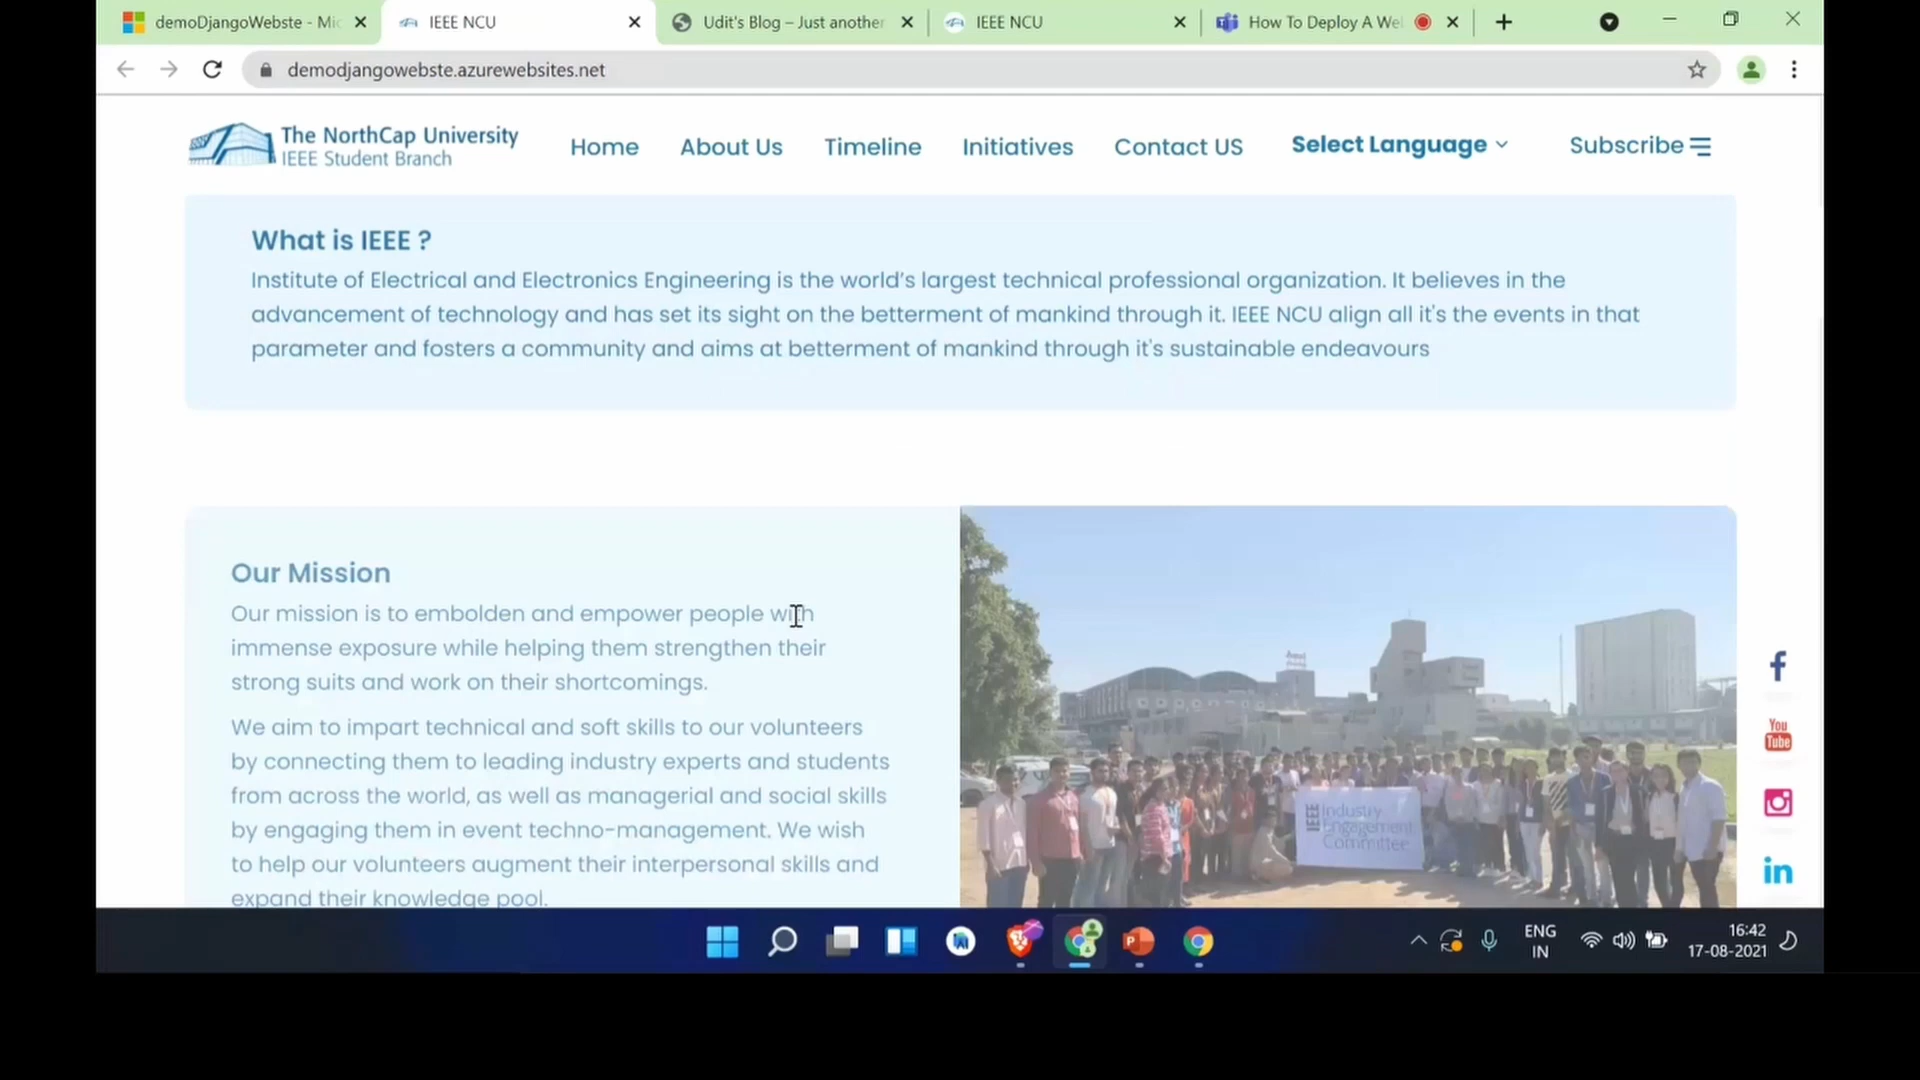 demoDjangoWebste - Mic
IEEE NCU
Udit's Blog – Just another
IEEE NCU
How To Deploy A We
demodjangowebste.azurewebsites.net
The NorthCap University
IEEE Student Branch
Home
About Us
Timeline
Initiatives
Contact US
Select Language
Subscribe
What is IEEE ?
Institute of Electrical and Electronics Engineering is the world's largest technical professional organization. It believes in the
advancement of technology and has set its sight on the betterment of mankind through it. IEEE NCU align all it's the events in that
parameter and fosters a community and aims at betterment of mankind through it's sustainable endeavours
Our Mission
Our mission is to embolden and empower people with
immense exposure while helping them strengthen their
strong suits and work on their shortcomings.
We aim to impart technical and soft skills to our volunteers
by connecting them to leading industry experts and students
from across the world, as well as managerial and social skills
by engaging them in event techno-management. We wish
to help our volunteers augment their interpersonal skills and
expand their knowledge pool.
IEEE
Industry
Engagement
Committee
You
Tube
in
ENG
IN
16:42
17-08-2021